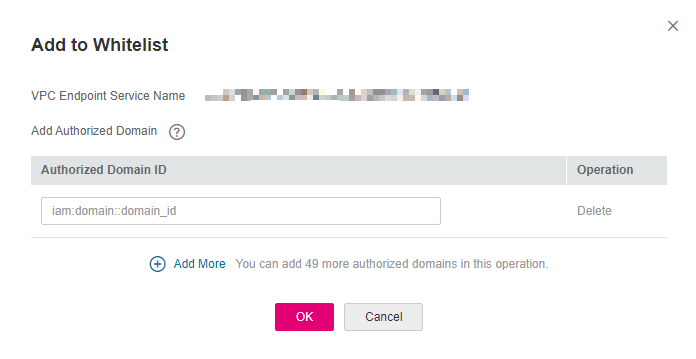 Add to Whitelist
VPC Endpoint Service Name
Add Authorized Domain ?
Authorized Domain ID Operation
iam:domain::domain_id Delete
Add More You can add 49 more authorized domains in this operation.
OK Cancel